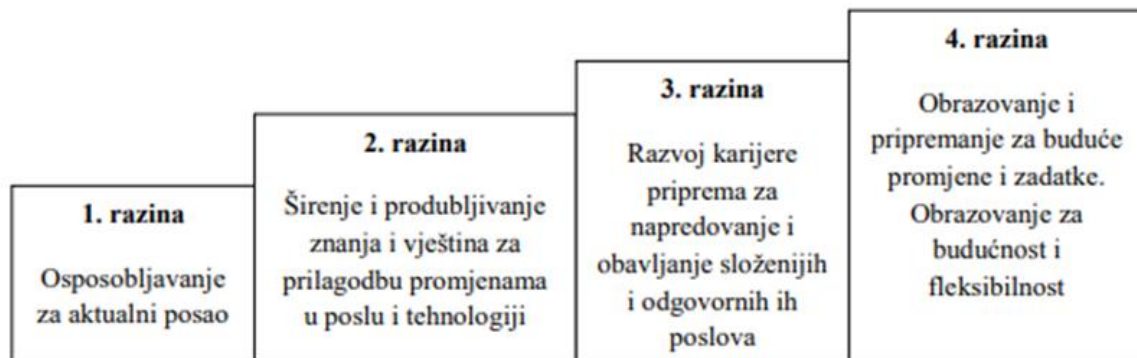 1. razina
Osposobljavanje
za aktualni posao
2. razina
Širenje i produbljivanje
znanja i vještina za
prilagodbu promjenama
u poslu i tehnologiji
3. razina
Razvoj karijere
priprema za
napredovanje i
obavljanje složenijih
i odgovornih ih
poslova
4. razina
Obrazovanje i
pripremanje za buduće
promjene i zadatke.
Obrazovanje za
budućnost i
fleksibilnost